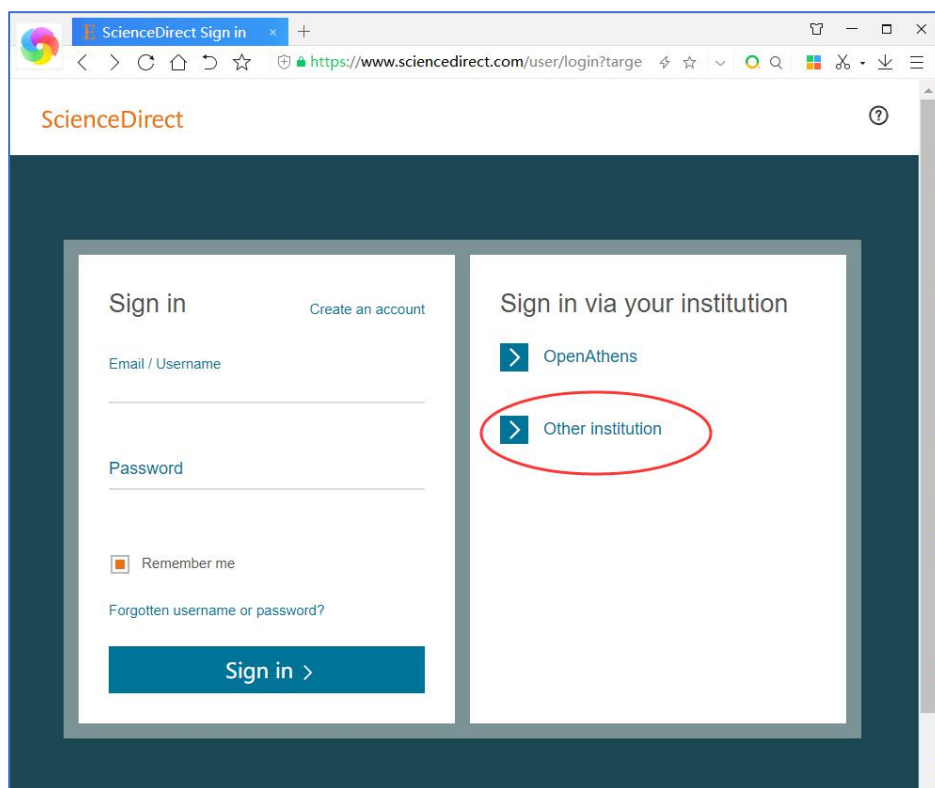 ScienceDirect Sign in
https://www.sciencedirect.com/user/login?targe
ScienceDirect
Sign in
Create an account
Email / Username
Password
Remember me
Forgotten username or password?
Sign in
Sign in via your institution
OpenAthens
Other institution